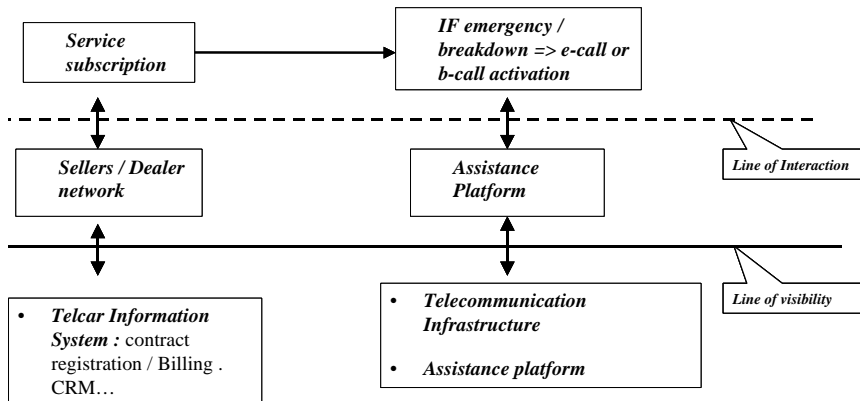 Service
subscription
IF emergency /
breakdown => e-call or
b-call activation
Sellers / Dealer
network
Assistance
Platform
Line of Interaction
• Telcar Information
System : contract
registration / Billing .
CRM…
• Telecommunication
Infrastructure
• Assistance platform
Line of visibility